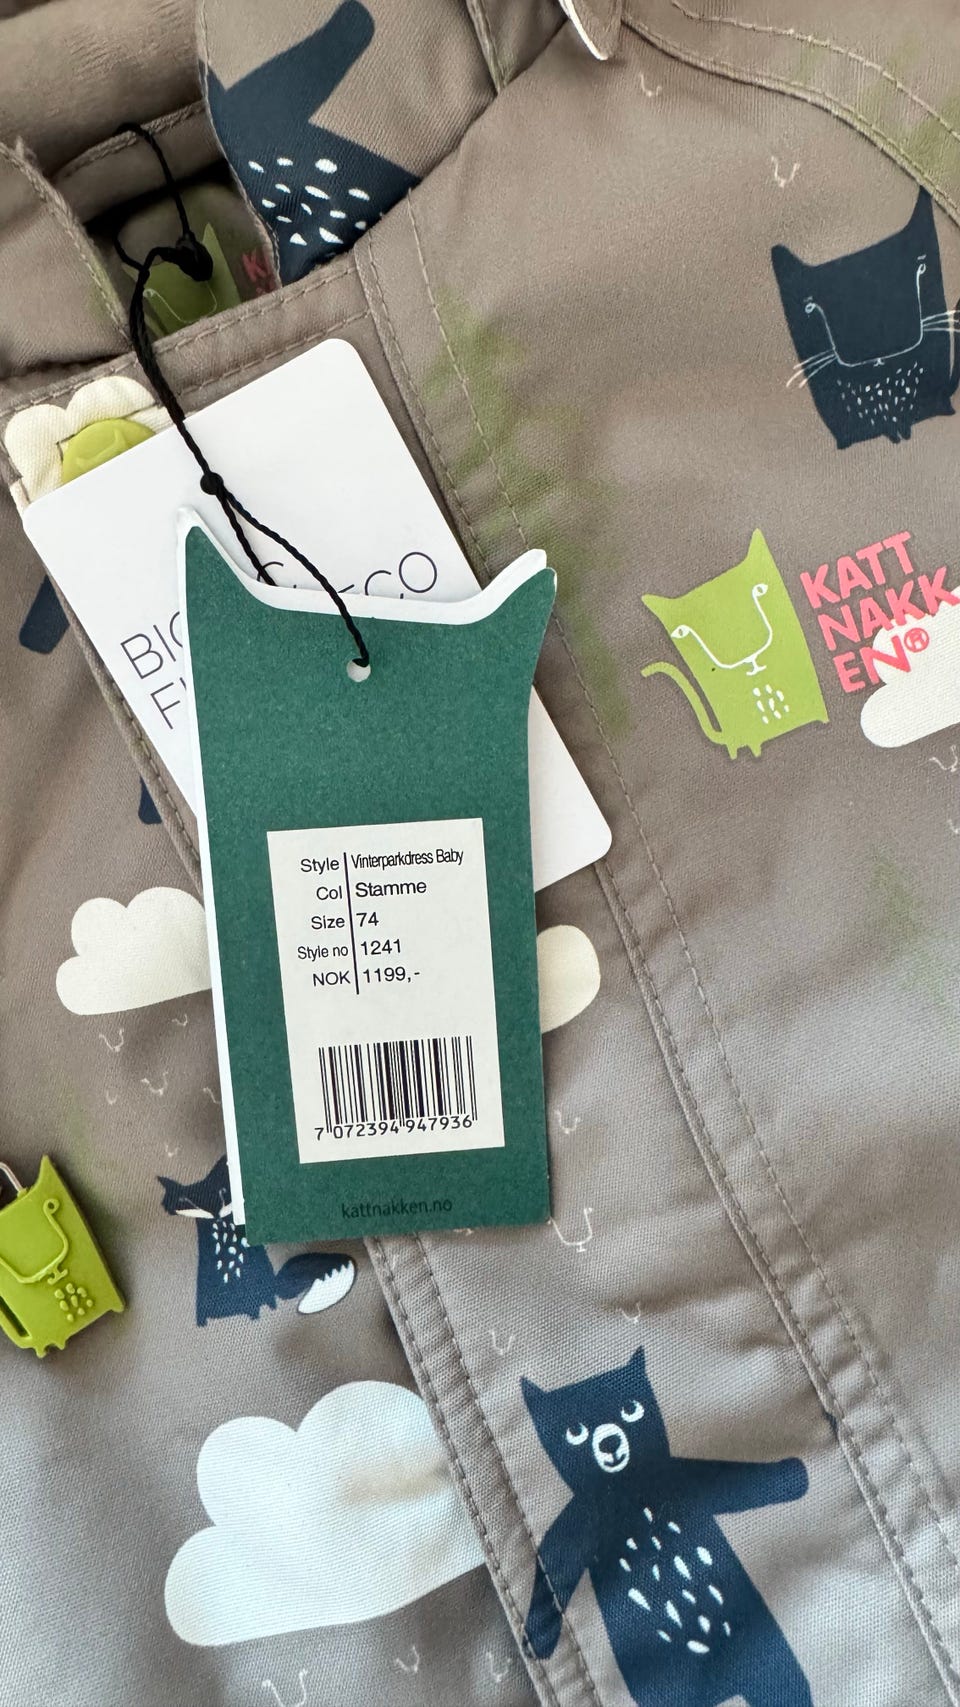 KATT
NAKK
EN®
Style Vinterparkdress Baby
Col Stamme
Size 74
Style no 1241
NOK 1199,-
7 072394 947936
kattnakken.no